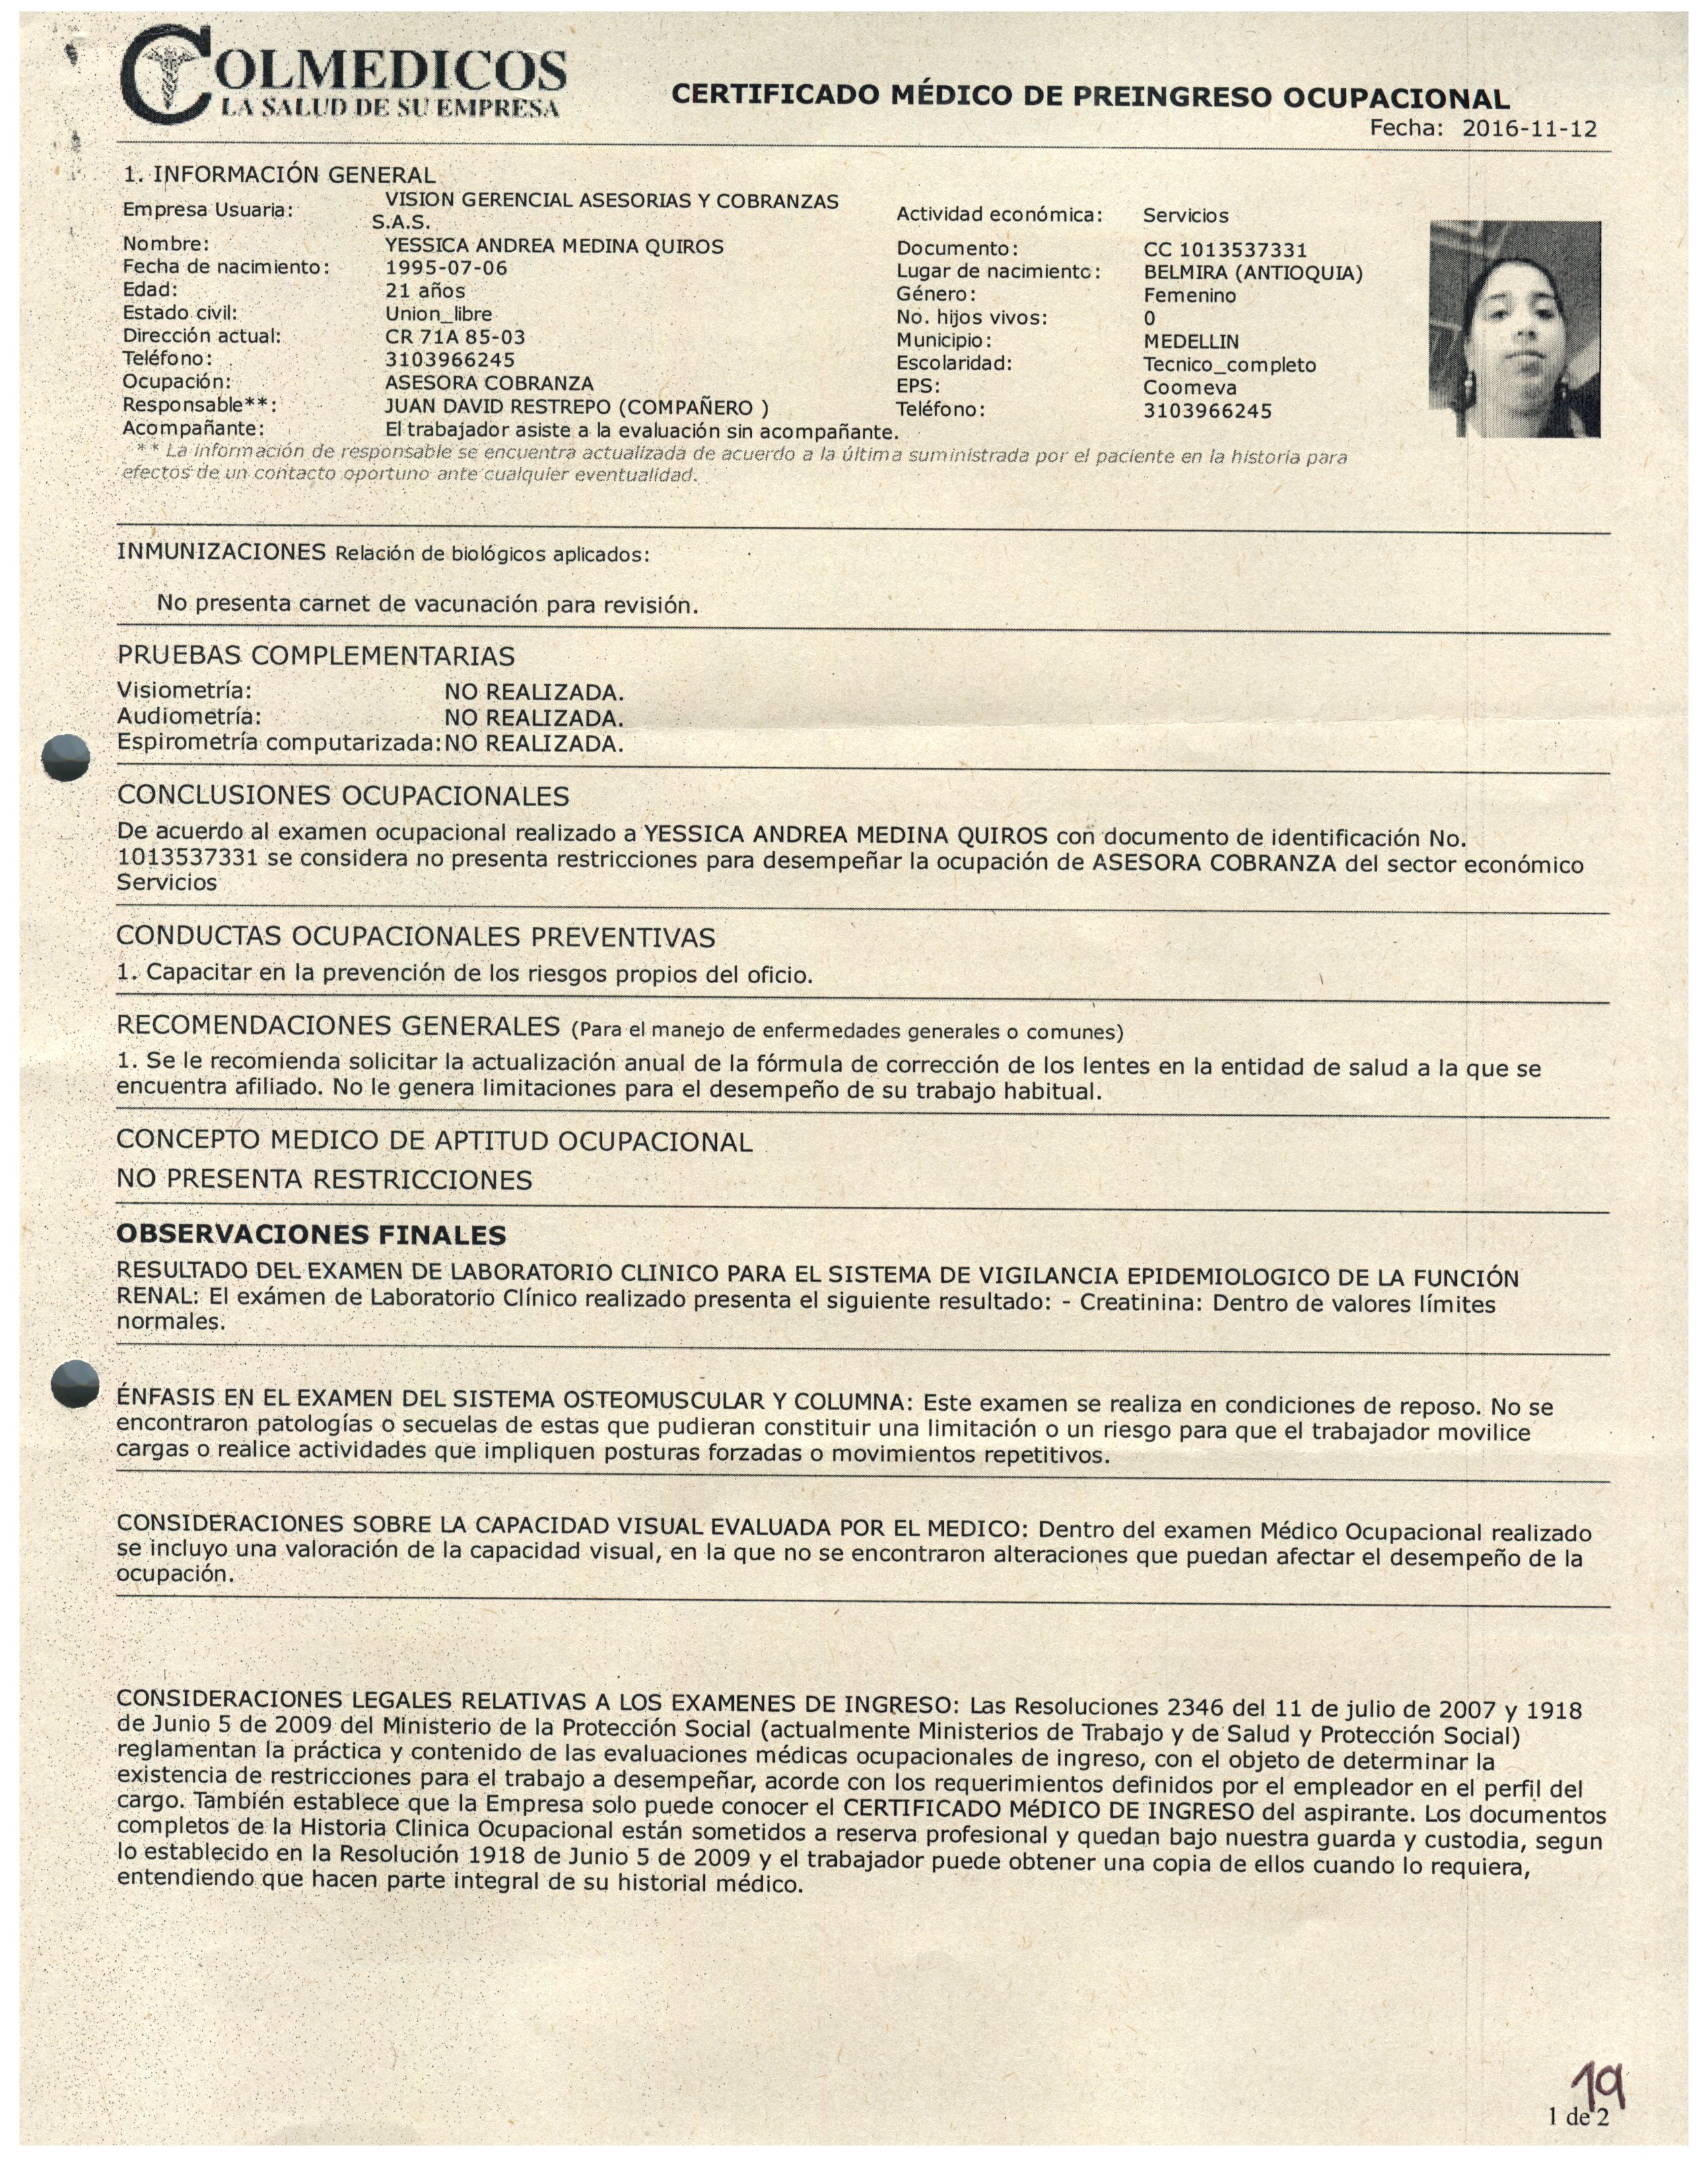 COLMEDICOS
LA SALUD DE SU EMPRESA
CERTIFICADO MÉDICO DE PREINGRESO OCUPACIONAL
Fecha: 2016-11-12
1. INFORMACIÓN GENERAL
Empresa Usuaria: VISION GERENCIAL ASESORIAS Y COBRANZAS S.A.S.
Actividad económica: Servicios
Nombre: YESSICA ANDREA MEDINA QUIROS
Documento: CC 1013537331
Fecha de nacimiento: 1995-07-06
Lugar de nacimiento: BELMIRA (ANTIOQUIA)
Edad: 21 años
Género: Femenino
Estado civil: Union_libre
No. hijos vivos: 0
Dirección actual: CR 71A 85-03
Municipio: MEDELLIN
Teléfono: 3103966245
Escolaridad: Tecnico_completo
Ocupación: ASESORA COBRANZA
EPS: Coomeva
Responsable**: JUAN DAVID RESTREPO (COMPAÑERO )
Teléfono: 3103966245
Acompañante: El trabajador asiste a la evaluación sin acompañante.
** La información de responsable se encuentra actualizada de acuerdo a la última suministrada por el paciente en la historia para
efectos de un contacto oportuno ante cualquier eventualidad.
INMUNIZACIONES Relación de biológicos aplicados:
No presenta carnet de vacunación para revisión.
PRUEBAS COMPLEMENTARIAS
Visiometría: NO REALIZADA.
Audiometría: NO REALIZADA.
Espirometría computarizada: NO REALIZADA.
CONCLUSIONES OCUPACIONALES
De acuerdo al examen ocupacional realizado a YESSICA ANDREA MEDINA QUIROS con documento de identificación No.
1013537331 se considera no presenta restricciones para desempeñar la ocupación de ASESORA COBRANZA del sector económico
Servicios
CONDUCTAS OCUPACIONALES PREVENTIVAS
1. Capacitar en la prevención de los riesgos propios del oficio.
RECOMENDACIONES GENERALES (Para el manejo de enfermedades generales o comunes)
1. Se le recomienda solicitar la actualización anual de la fórmula de corrección de los lentes en la entidad de salud a la que se
encuentra afiliado. No le genera limitaciones para el desempeño de su trabajo habitual.
CONCEPTO MEDICO DE APTITUD OCUPACIONAL
NO PRESENTA RESTRICCIONES
OBSERVACIONES FINALES
RESULTADO DEL EXAMEN DE LABORATORIO CLINICO PARA EL SISTEMA DE VIGILANCIA EPIDEMIOLOGICO DE LA FUNCIÓN
RENAL: El exámen de Laboratorio Clínico realizado presenta el siguiente resultado: - Creatinina: Dentro de valores límites
normales.
ÉNFASIS EN EL EXAMEN DEL SISTEMA OSTEOMUSCULAR Y COLUMNA: Este examen se realiza en condiciones de reposo. No se
encontraron patologías o secuelas de estas que pudieran constituir una limitación o un riesgo para que el trabajador movilice
cargas o realice actividades que impliquen posturas forzadas o movimientos repetitivos.
CONSIDERACIONES SOBRE LA CAPACIDAD VISUAL EVALUADA POR EL MEDICO: Dentro del examen Médico Ocupacional realizado
se incluyo una valoración de la capacidad visual, en la que no se encontraron alteraciones que puedan afectar el desempeño de la
ocupación.
CONSIDERACIONES LEGALES RELATIVAS A LOS EXAMENES DE INGRESO: Las Resoluciones 2346 del 11 de julio de 2007 y 1918
de Junio 5 de 2009 del Ministerio de la Protección Social (actualmente Ministerios de Trabajo y de Salud y Protección Social)
reglamentan la práctica y contenido de las evaluaciones médicas ocupacionales de ingreso, con el objeto de determinar la
existencia de restricciones para el trabajo a desempeñar, acorde con los requerimientos definidos por el empleador en el perfil del
cargo. También establece que la Empresa solo puede conocer el CERTIFICADO MéDICO DE INGRESO del aspirante. Los documentos
completos de la Historia Clinica Ocupacional están sometidos a reserva profesional y quedan bajo nuestra guarda y custodia, segun
lo establecido en la Resolución 1918 de Junio 5 de 2009 y el trabajador puede obtener una copia de ellos cuando lo requiera,
entendiendo que hacen parte integral de su historial médico.
19
1 de 2